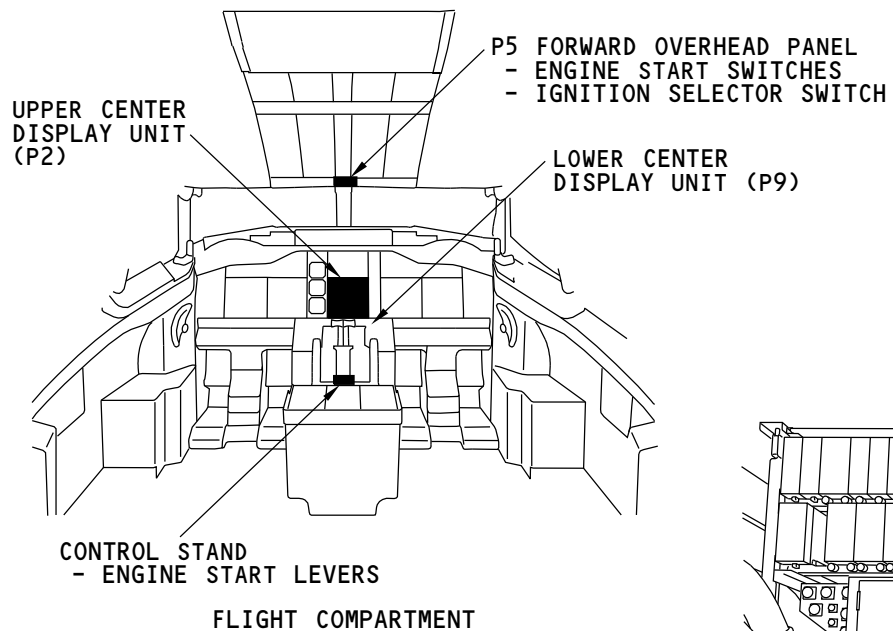 P5 FORWARD OVERHEAD PANEL
- ENGINE START SWITCHES
- IGNITION SELECTOR SWITCH
UPPER CENTER
DISPLAY UNIT
(P2)
LOWER CENTER
DISPLAY UNIT (P9)
CONTROL STAND
- ENGINE START LEVERS
FLIGHT COMPARTMENT